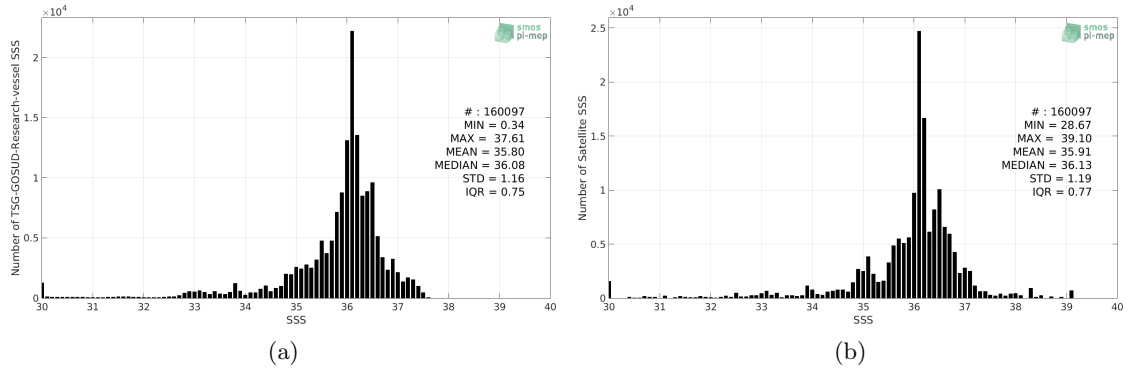 ×10⁴
smos
pi-mep
Number of TSG-GOSUD-Research-vessel SSS
# : 160097
MIN = 0.34
MAX = 37.61
MEAN = 35.80
MEDIAN = 36.08
STD = 1.16
IQR = 0.75
2
1.5
1
0.5
0
30 31 32 33 34 35 36 37 38 39 40
SSS
(a)
×10⁴
smos
pi-mep
Number of Satellite SSS
# : 160097
MIN = 28.67
MAX = 39.10
MEAN = 35.91
MEDIAN = 36.13
STD = 1.19
IQR = 0.77
2.5
2
1.5
1
0.5
0
30 31 32 33 34 35 36 37 38 39 40
SSS
(b)